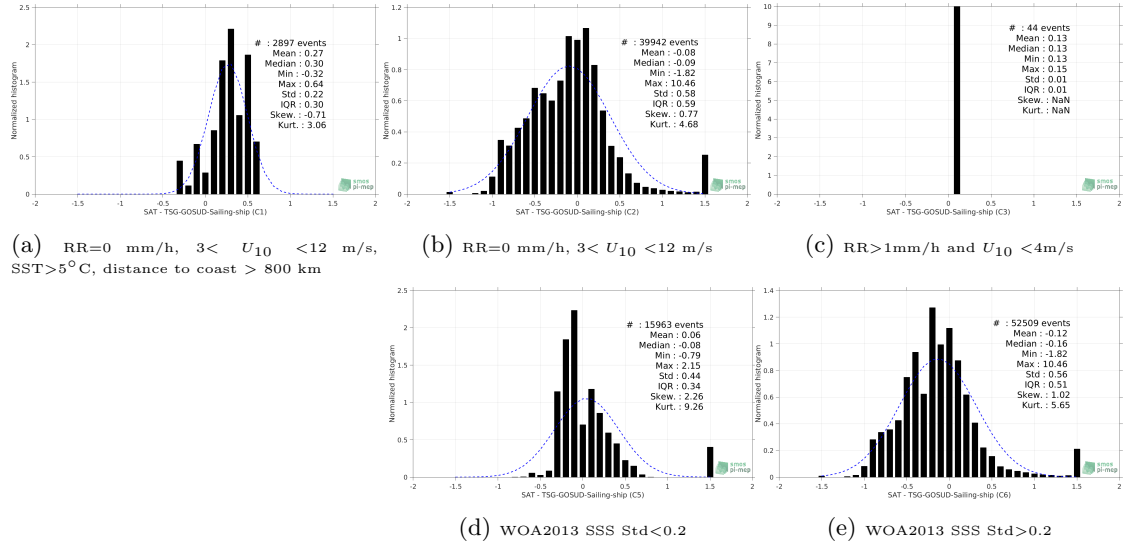 2.5
2
1.5
1
0.5
0
Normalized histogram
-2 -1.5 -1 -0.5 0 0.5 1 1.5 2
SAT - TSG-GOSUD-Sailing-ship (C1)
# : 2897 events
Mean : 0.27
Median : 0.30
Min : -0.32
Max : 0.64
Std : 0.22
IQR : 0.30
Skew. : -0.71
Kurt. : 3.06
smos
pi-mep
(a) RR=0 mm/h, 3< U10 <12 m/s,
SST>5°C, distance to coast > 800 km
1.2
1
0.8
0.6
0.4
0.2
0
Normalized histogram
-2 -1.5 -1 -0.5 0 0.5 1 1.5 2
SAT - TSG-GOSUD-Sailing-ship (C2)
# : 39942 events
Mean : -0.08
Median : -0.09
Min : -1.82
Max : 10.46
Std : 0.58
IQR : 0.59
Skew. : 0.77
Kurt. : 4.68
smos
pi-mep
(b) RR=0 mm/h, 3< U10 <12 m/s
10
9
8
7
6
5
4
3
2
1
0
Normalized histogram
-2 -1.5 -1 -0.5 0 0.5 1 1.5 2
SAT - TSG-GOSUD-Sailing-ship (C3)
# : 44 events
Mean : 0.13
Median : 0.13
Min : 0.13
Max : 0.15
Std : 0.01
IQR : 0.01
Skew. : NaN
Kurt. : NaN
smos
pi-mep
(c) RR>1mm/h and U10 <4m/s
2.5
2
1.5
1
0.5
0
Normalized histogram
-2 -1.5 -1 -0.5 0 0.5 1 1.5 2
SAT - TSG-GOSUD-Sailing-ship (C5)
# : 15963 events
Mean : 0.06
Median : -0.08
Min : -0.79
Max : 2.15
Std : 0.44
IQR : 0.34
Skew. : 2.26
Kurt. : 9.26
smos
pi-mep
(d) WOA2013 SSS Std<0.2
1.4
1.2
1
0.8
0.6
0.4
0.2
0
Normalized histogram
-2 -1.5 -1 -0.5 0 0.5 1 1.5 2
SAT - TSG-GOSUD-Sailing-ship (C6)
# : 52509 events
Mean : -0.12
Median : -0.16
Min : -1.82
Max : 10.46
Std : 0.56
IQR : 0.51
Skew. : 1.02
Kurt. : 5.65
smos
pi-mep
(e) WOA2013 SSS Std>0.2